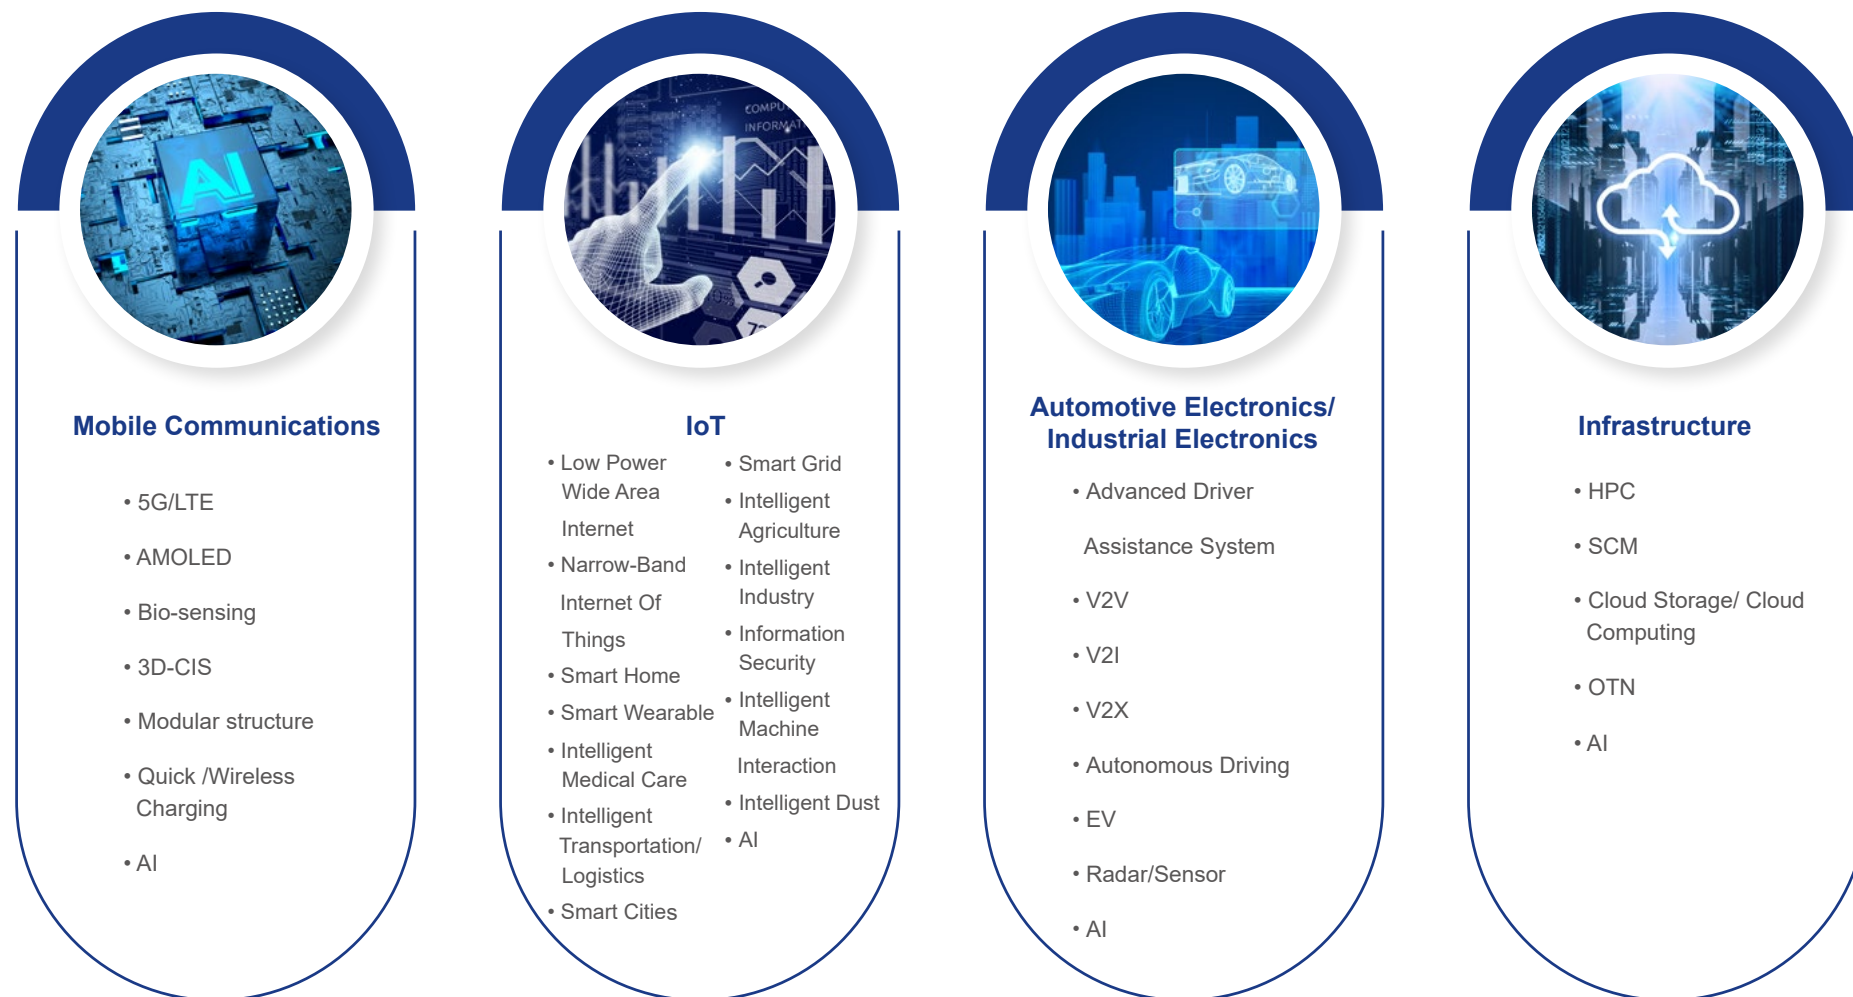 AI
Mobile Communications
• 5G/LTE
• AMOLED
• Bio-sensing
• 3D-CIS
• Modular structure
• Quick /Wireless
Charging
• AI
COMPU
INFORMAT
IoT
• Low Power
Wide Area
Internet
• Narrow-Band
Internet Of
Things
• Smart Home
• Smart Wearable
• Intelligent
Medical Care
• Intelligent
Transportation/
Logistics
• Smart Cities
• Smart Grid
• Intelligent
Agriculture
• Intelligent
Industry
• Information
Security
• Intelligent
Machine
Interaction
• Intelligent Dust
• AI
Automotive Electronics/
Industrial Electronics
• Advanced Driver
Assistance System
• V2V
• V2I
• V2X
• Autonomous Driving
• EV
• Radar/Sensor
• AI
Infrastructure
• HPC
• SCM
• Cloud Storage/ Cloud
Computing
• OTN
• AI